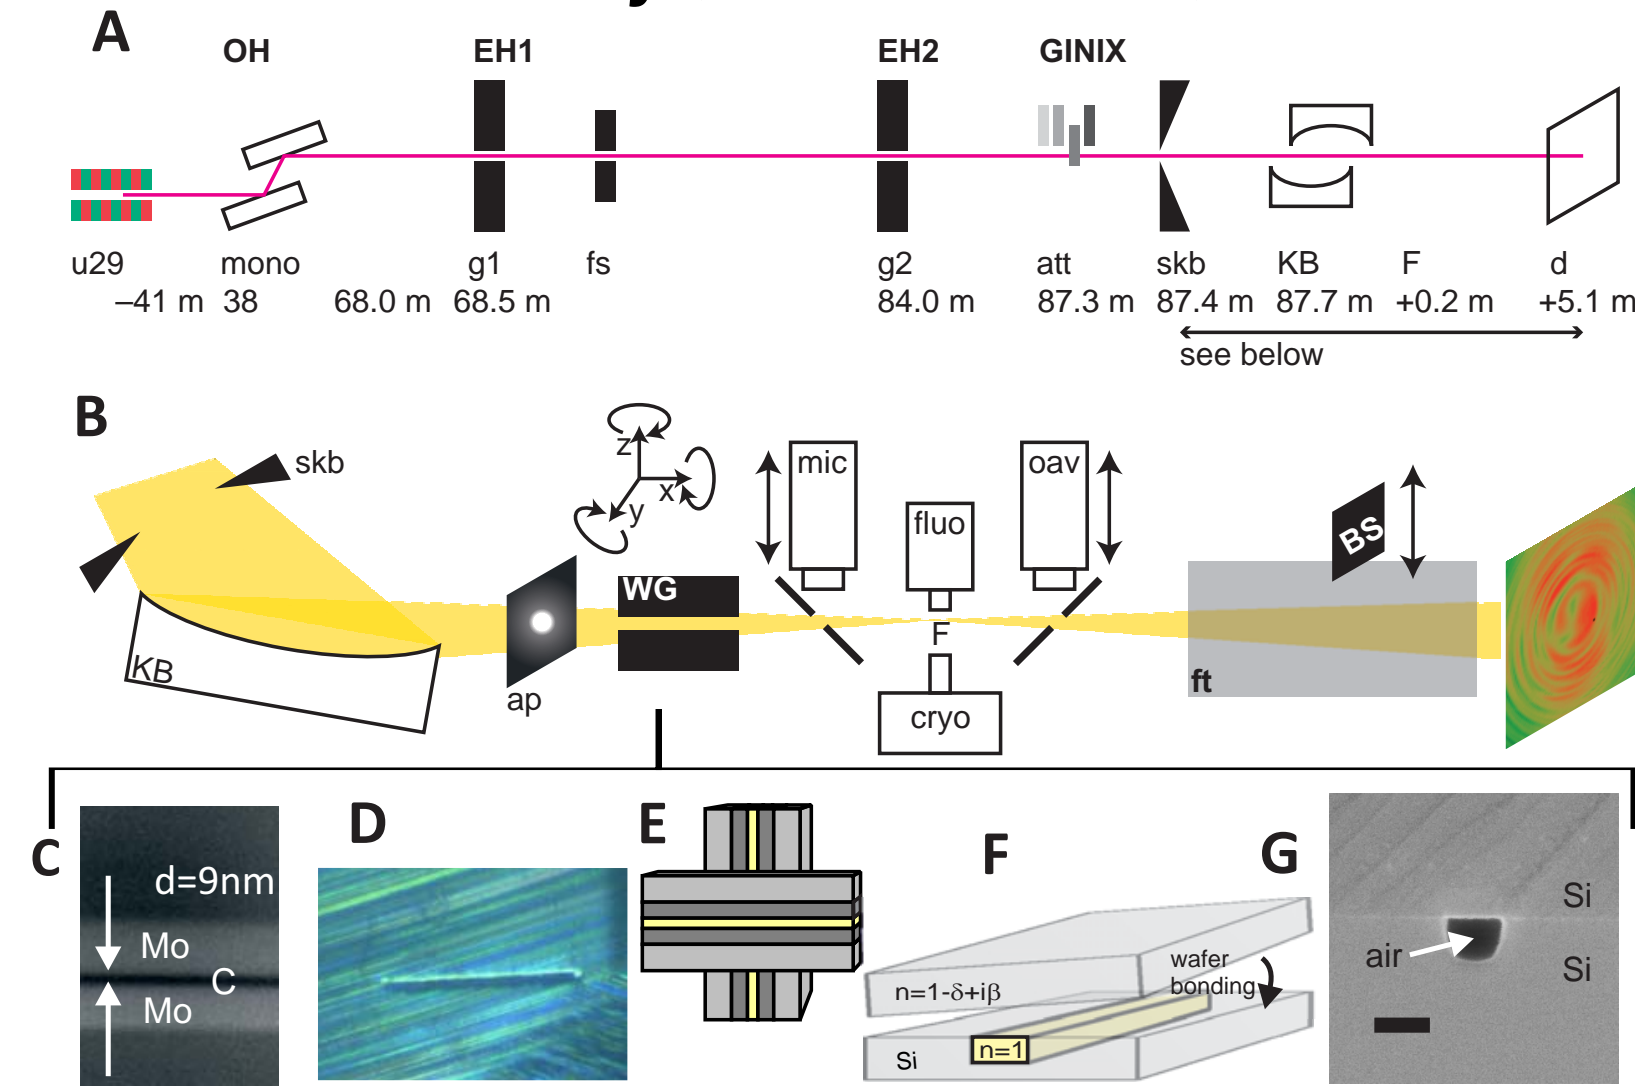 A
OH EH1 EH2 GINIX
u29 mono g1 fs g2 att skb KB F d
–41 m 38 68.0 m 68.5 m 84.0 m 87.3 m 87.4 m 87.7 m +0.2 m +5.1 m
see below
B
skb
z
x
y
mic
oav
fluo
BS
WG
F
KB
ap
ft
cryo
C
d=9nm
Mo
C
Mo
D
E
F
wafer
bonding
n=1-δ+iβ
n=1
Si
G
Si
air
Si